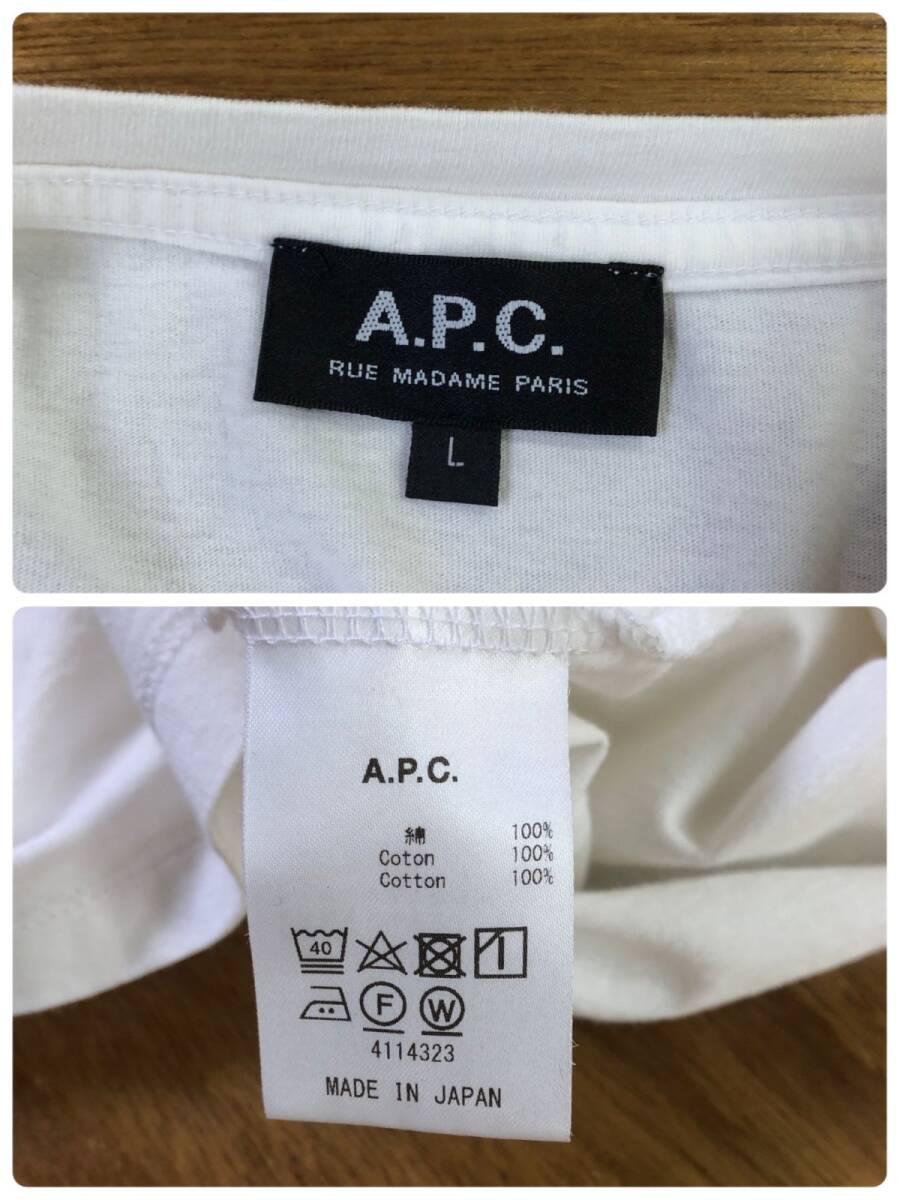 A.P.C.
RUE MADAME PARIS
L
A.P.C.
綿 100%
Coton 100%
Cotton 100%
40
F W
4114323
MADE IN JAPAN